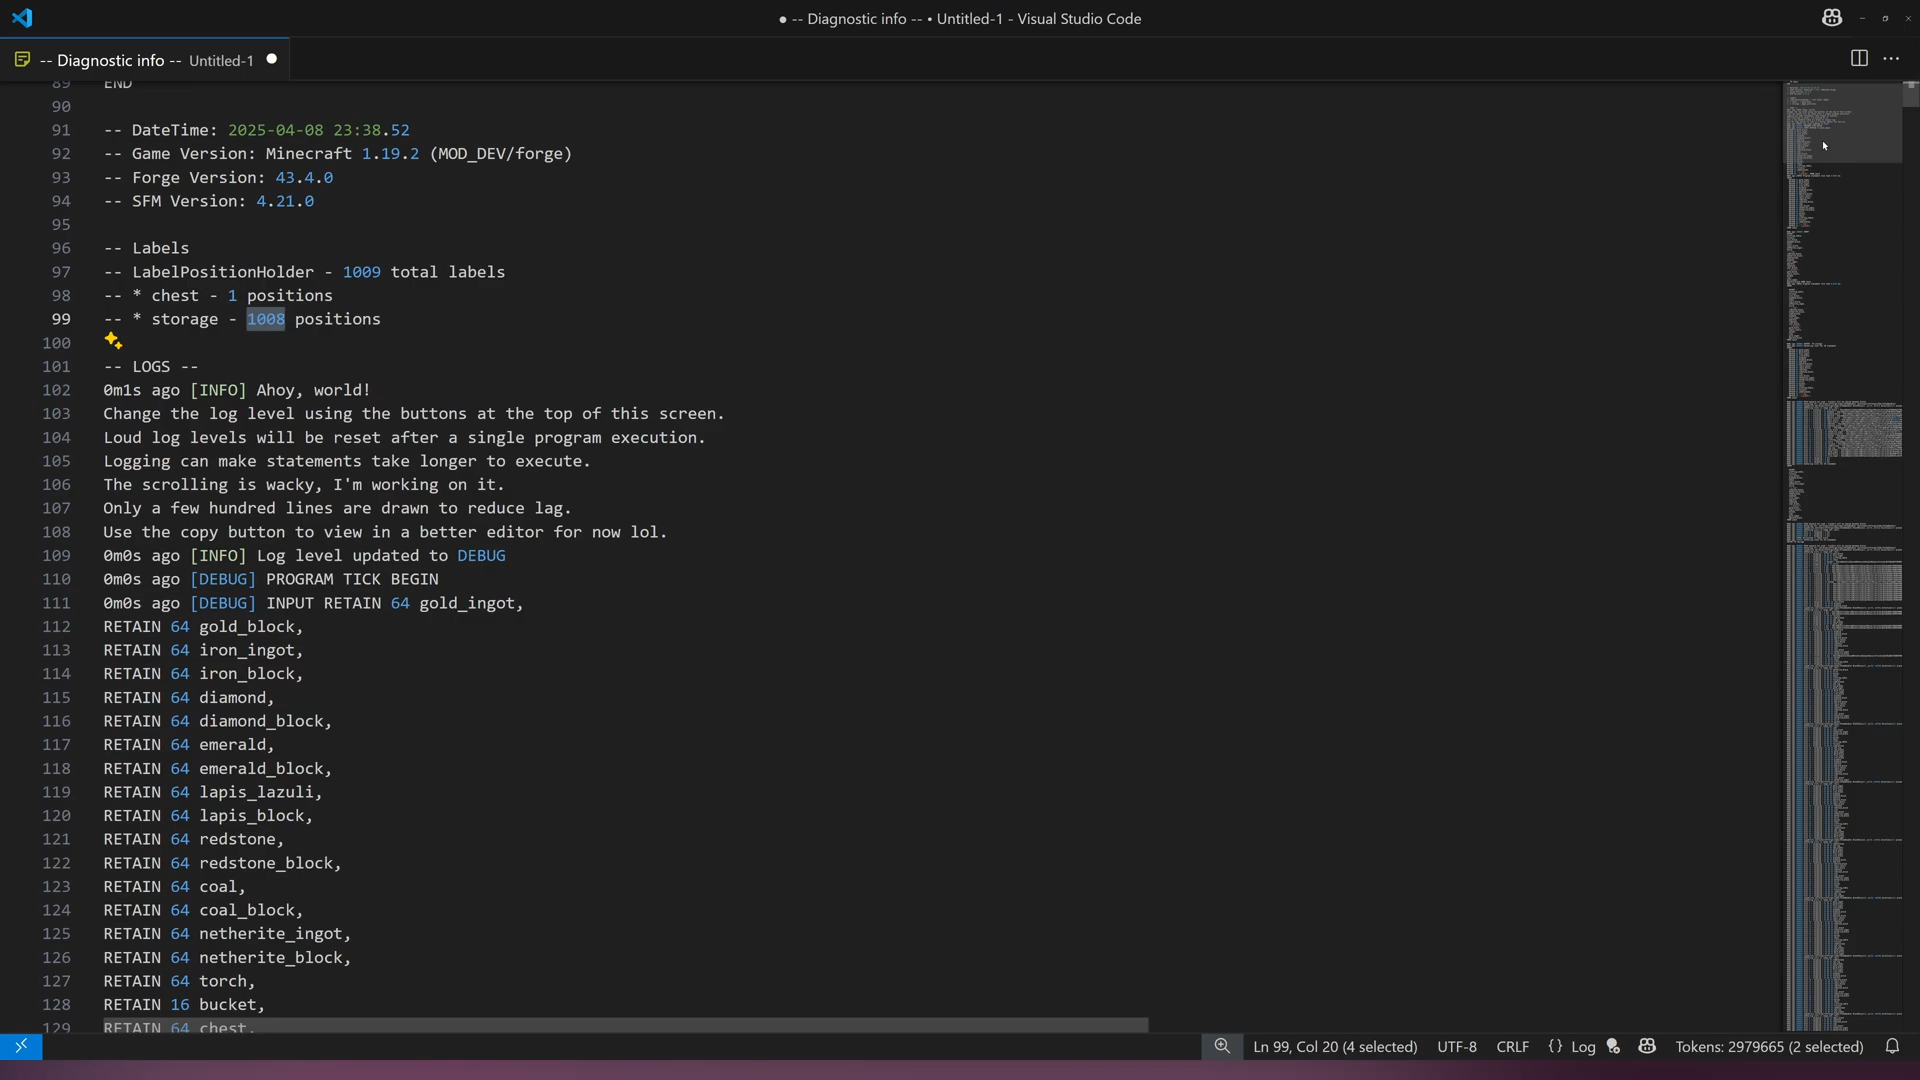 ● -- Diagnostic info -- • Untitled-1 - Visual Studio Code
-- Diagnostic info -- Untitled-1 ●
89 END
90
91 -- DateTime: 2025-04-08 23:38.52
92 -- Game Version: Minecraft 1.19.2 (MOD_DEV/forge)
93 -- Forge Version: 43.4.0
94 -- SFM Version: 4.21.0
95
96 -- Labels
97 -- LabelPositionHolder - 1009 total labels
98 -- * chest - 1 positions
99 -- * storage - 1008 positions
100
101 -- LOGS --
102 0m1s ago [INFO] Ahoy, world!
103 Change the log level using the buttons at the top of this screen.
104 Loud log levels will be reset after a single program execution.
105 Logging can make statements take longer to execute.
106 The scrolling is wacky, I'm working on it.
107 Only a few hundred lines are drawn to reduce lag.
108 Use the copy button to view in a better editor for now lol.
109 0m0s ago [INFO] Log level updated to DEBUG
110 0m0s ago [DEBUG] PROGRAM TICK BEGIN
111 0m0s ago [DEBUG] INPUT RETAIN 64 gold_ingot,
112 RETAIN 64 gold_block,
113 RETAIN 64 iron_ingot,
114 RETAIN 64 iron_block,
115 RETAIN 64 diamond,
116 RETAIN 64 diamond_block,
117 RETAIN 64 emerald,
118 RETAIN 64 emerald_block,
119 RETAIN 64 lapis_lazuli,
120 RETAIN 64 lapis_block,
121 RETAIN 64 redstone,
122 RETAIN 64 redstone_block,
123 RETAIN 64 coal,
124 RETAIN 64 coal_block,
125 RETAIN 64 netherite_ingot,
126 RETAIN 64 netherite_block,
127 RETAIN 64 torch,
128 RETAIN 16 bucket,
129 RETAIN 64 chest,
Ln 99, Col 20 (4 selected) UTF-8 CRLF {} Log Tokens: 2979665 (2 selected)